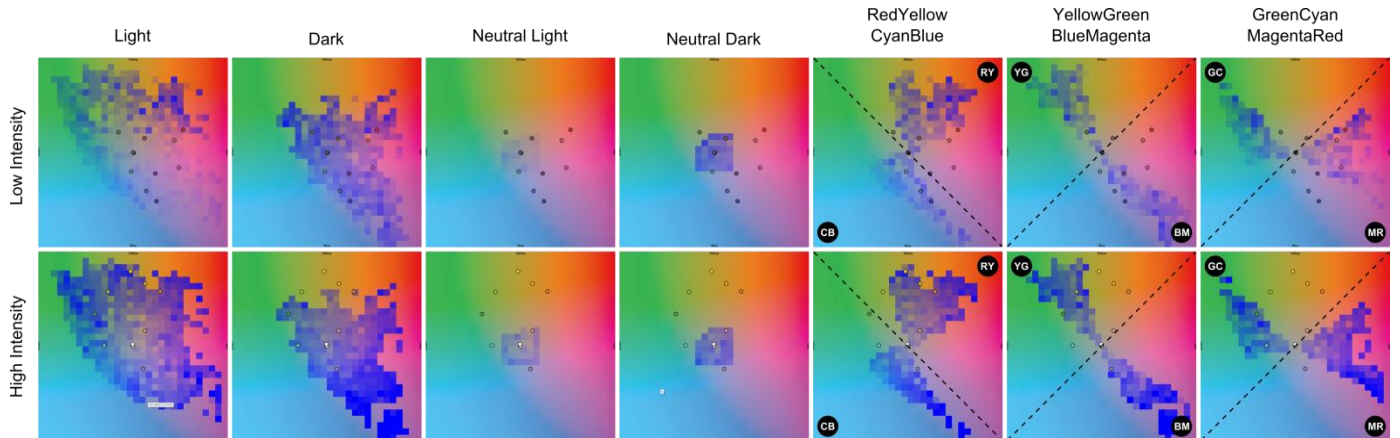 Light
Dark
Neutral Light
Neutral Dark
RedYellow
CyanBlue
YellowGreen
BlueMagenta
GreenCyan
MagentaRed
Low Intensity
RY
CB
YG
BM
GC
MR
High Intensity
RY
CB
YG
BM
GC
MR